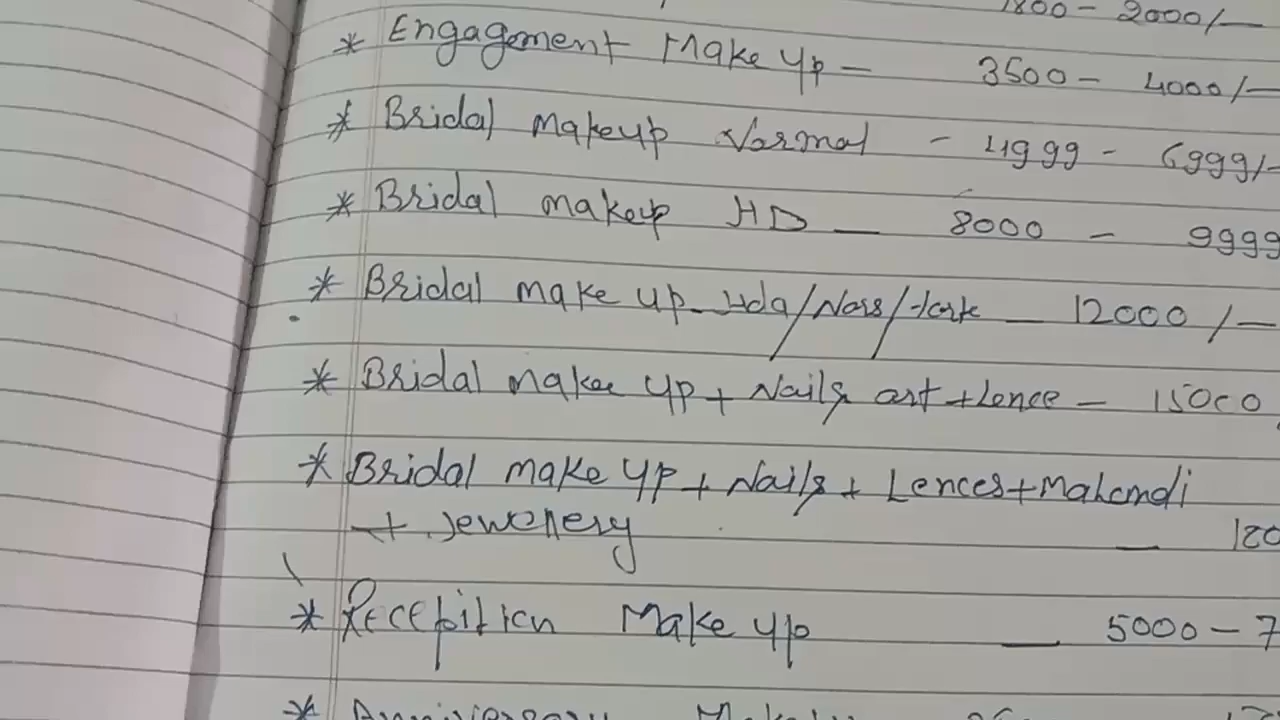 1800 - 2000/-
* Engagement Make Up - 3500 - 4000/-
* Bridal Makeup Normal - 4999 - 6999/-
* Bridal makeup HD - 8000 - 9999
* Bridal make up - Hda/ - 12000/-
* Bridal make up + Nails art + Lence - 15000
* Bridal make up + Nails + Lences + Mahendi
+ Jewellery -
* Reception Make up - 5000 - 7
* Anniversary